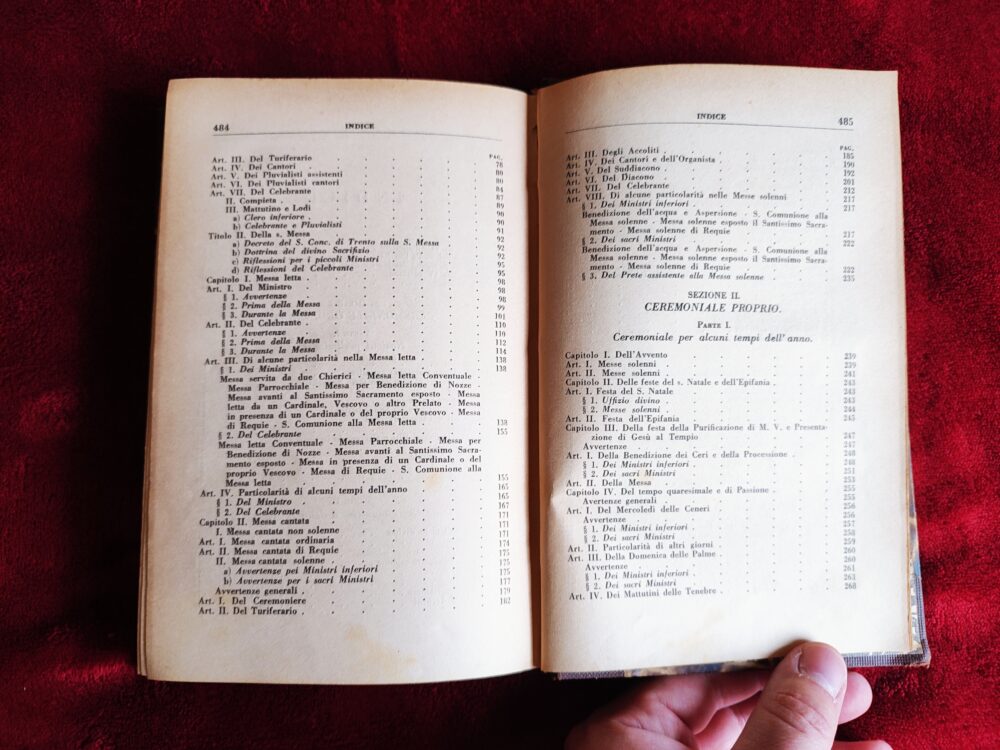 484 INDICE
PAG.
Art. III. Del Turiferario . . . 78
Art. IV. Dei Cantori . . . 80
Art. V. Dei Pluvialisti assistenti . . . 80
Art. VI. Dei Pluvialisti cantori . . . 84
Art. VII. Del Celebrante . . . 87
II. Compieta . . . 89
III. Mattutino e Lodi . . . 90
a) Clero inferiore . . . 90
b) Celebrante e Pluvialisti . . . 91
Titolo II. Della s. Messa . . . 92
a) Decreto del S. Conc. di Trento sulla S. Messa . . . 92
b) Dottrina del divino Sacrifizio . . . 92
c) Riflessioni per i piccoli Ministri . . . 95
d) Riflessioni del Celebrante . . . 95
Capitolo I. Messa letta . . . 98
Art. I. Del Ministro . . . 98
§ 1. Avvertenze . . . 98
§ 2. Prima della Messa . . . 98
§ 3. Durante la Messa . . . 101
Art. II. Del Celebrante . . . 110
§ 1. Avvertenze . . . 110
§ 2. Prima della Messa . . . 112
§ 3. Durante la Messa . . . 114
Art. III. Di alcune particolarità nella Messa letta . . . 138
§ 1. Dei Ministri . . . 138
Messa servita da due Chierici - Messa letta Conventuale -
Messa Parrocchiale - Messa per Benedizione di Nozze -
Messa avanti al Santissimo Sacramento esposto - Messa
letta da un Cardinale, Vescovo o altro Prelato - Messa
in presenza di un Cardinale o del proprio Vescovo - Messa
di Requie - S. Comunione alla Messa letta . . . 138
§ 2. Del Celebrante . . . 155
Messa letta Conventuale - Messa Parrocchiale - Messa per
Benedizione di Nozze - Messa avanti al Santissimo Sacra-
mento esposto - Messa in presenza di un Cardinale o del
proprio Vescovo - Messa di Requie - S. Comunione alla
Messa letta . . . 155
Art. IV. Particolarità di alcuni tempi dell'anno . . . 165
§ 1. Del Ministro . . . 165
§ 2. Del Celebrante . . . 167
Capitolo II. Messa cantata . . . 171
I. Messa cantata non solenne . . . 171
Art. I. Messa cantata ordinaria . . . 171
Art. II. Messa cantata di Requie . . . 174
II. Messa cantata solenne . . . 175
a) Avvertenze pei Ministri inferiori . . . 175
b) Avvertenze per i sacri Ministri . . . 177
Avvertenze generali . . . 179
Art. I. Del Ceremoniere . . . 182
Art. II. Del Turiferario .
INDICE 485
PAG.
Art. III. Degli Accoliti . . . 185
Art. IV. Dei Cantori e dell'Organista . . . 190
Art. V. Del Suddiacono . . . 192
Art. VI. Del Diacono . . . 201
Art. VII. Del Celebrante . . . 212
Art. VIII. Di alcune particolarità nelle Messe solenni . . . 217
§ 1. Dei Ministri inferiori . . . 217
Benedizione dell'acqua e Aspersione - S. Comunione alla
Messa solenne - Messa solenne esposto il Santissimo Sacra-
mento - Messa solenne di Requie . . . 217
§ 2. Dei sacri Ministri . . . 222
Benedizione dell'acqua e Aspersione - S. Comunione alla
Messa solenne - Messa solenne esposto il Santissimo Sacra-
mento - Messa solenne di Requie . . . 222
§ 3. Del Prete assistente alla Messa solenne . . . 235
SEZIONE II.
CEREMONIALE PROPRIO.
PARTE I.
Ceremoniale per alcuni tempi dell'anno.
Capitolo I. Dell'Avvento . . . 239
Art. I. Messe solenni . . . 239
Art. II. Messe solenni . . . 241
Capitolo II. Delle feste del s. Natale e dell'Epifania . . . 243
Art. I. Festa del S. Natale . . . 243
§ 1. Uffizio divino . . . 243
§ 2. Messe solenni . . . 244
Art. II. Festa dell'Epifania . . . 245
Capitolo III. Della festa della Purificazione di M. V. e Presenta-
zione di Gesù al Tempio . . . 247
Avvertenze . . . 247
Art. I. Della Benedizione dei Ceri e della Processione . . . 248
§ 1. Dei Ministri inferiori . . . 248
§ 2. Dei sacri Ministri . . . 251
Art. II. Della Messa . . . 253
Capitolo IV. Del tempo quaresimale e di Passione . . . 255
Avvertenze generali . . . 255
Art. I. Del Mercoledì delle Ceneri . . . 256
Avvertenze . . . 256
§ 1. Dei Ministri inferiori . . . 257
§ 2. Dei sacri Ministri . . . 258
Art. II. Particolarità di altri giorni . . . 259
Art. III. Della Domenica delle Palme . . . 260
Avvertenze . . . 260
§ 1. Dei Ministri inferiori . . . 261
§ 2. Dei sacri Ministri . . . 263
Art. IV. Dei Mattutini delle Tenebre . . . 268